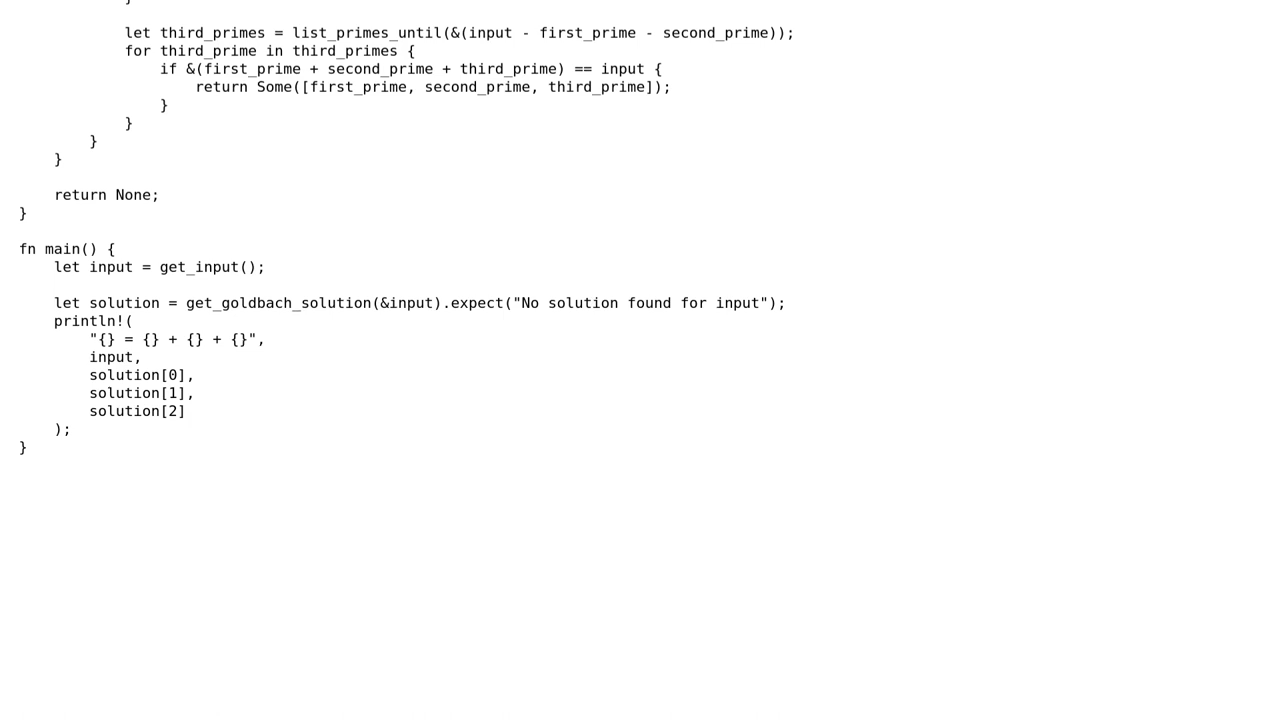 }
let third_primes = list_primes_until(&(input - first_prime - second_prime));
for third_prime in third_primes {
if &(first_prime + second_prime + third_prime) == input {
return Some([first_prime, second_prime, third_prime]);
}
}
}
}
return None;
}
fn main() {
let input = get_input();
let solution = get_goldbach_solution(&input).expect("No solution found for input");
println!(
"{} = {} + {} + {}",
input,
solution[0],
solution[1],
solution[2]
);
}